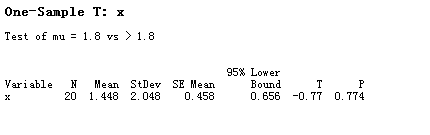 One-Sample T: x
Test of mu = 1.8 vs > 1.8
95% Lower
Variable N Mean StDev SE Mean Bound T P
x 20 1.448 2.048 0.458 0.656 -0.77 0.774